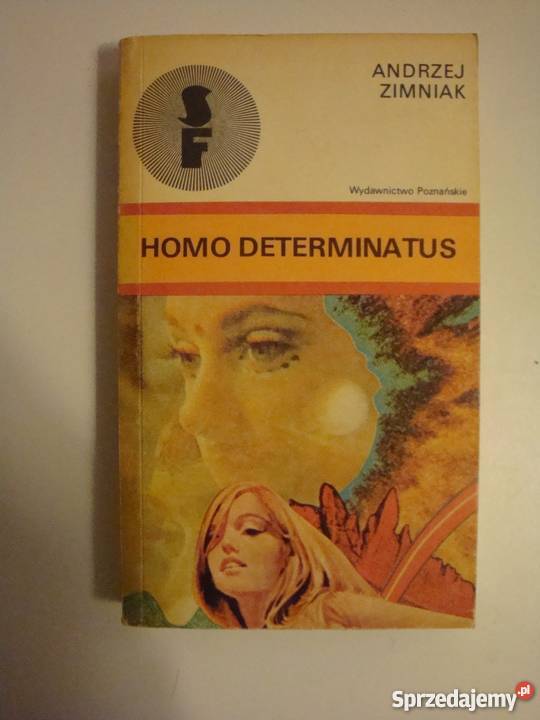 SF
ANDRZEJ
ZIMNIAK
Wydawnictwo Poznańskie
HOMO DETERMINATUS
Sprzedajemy.pl